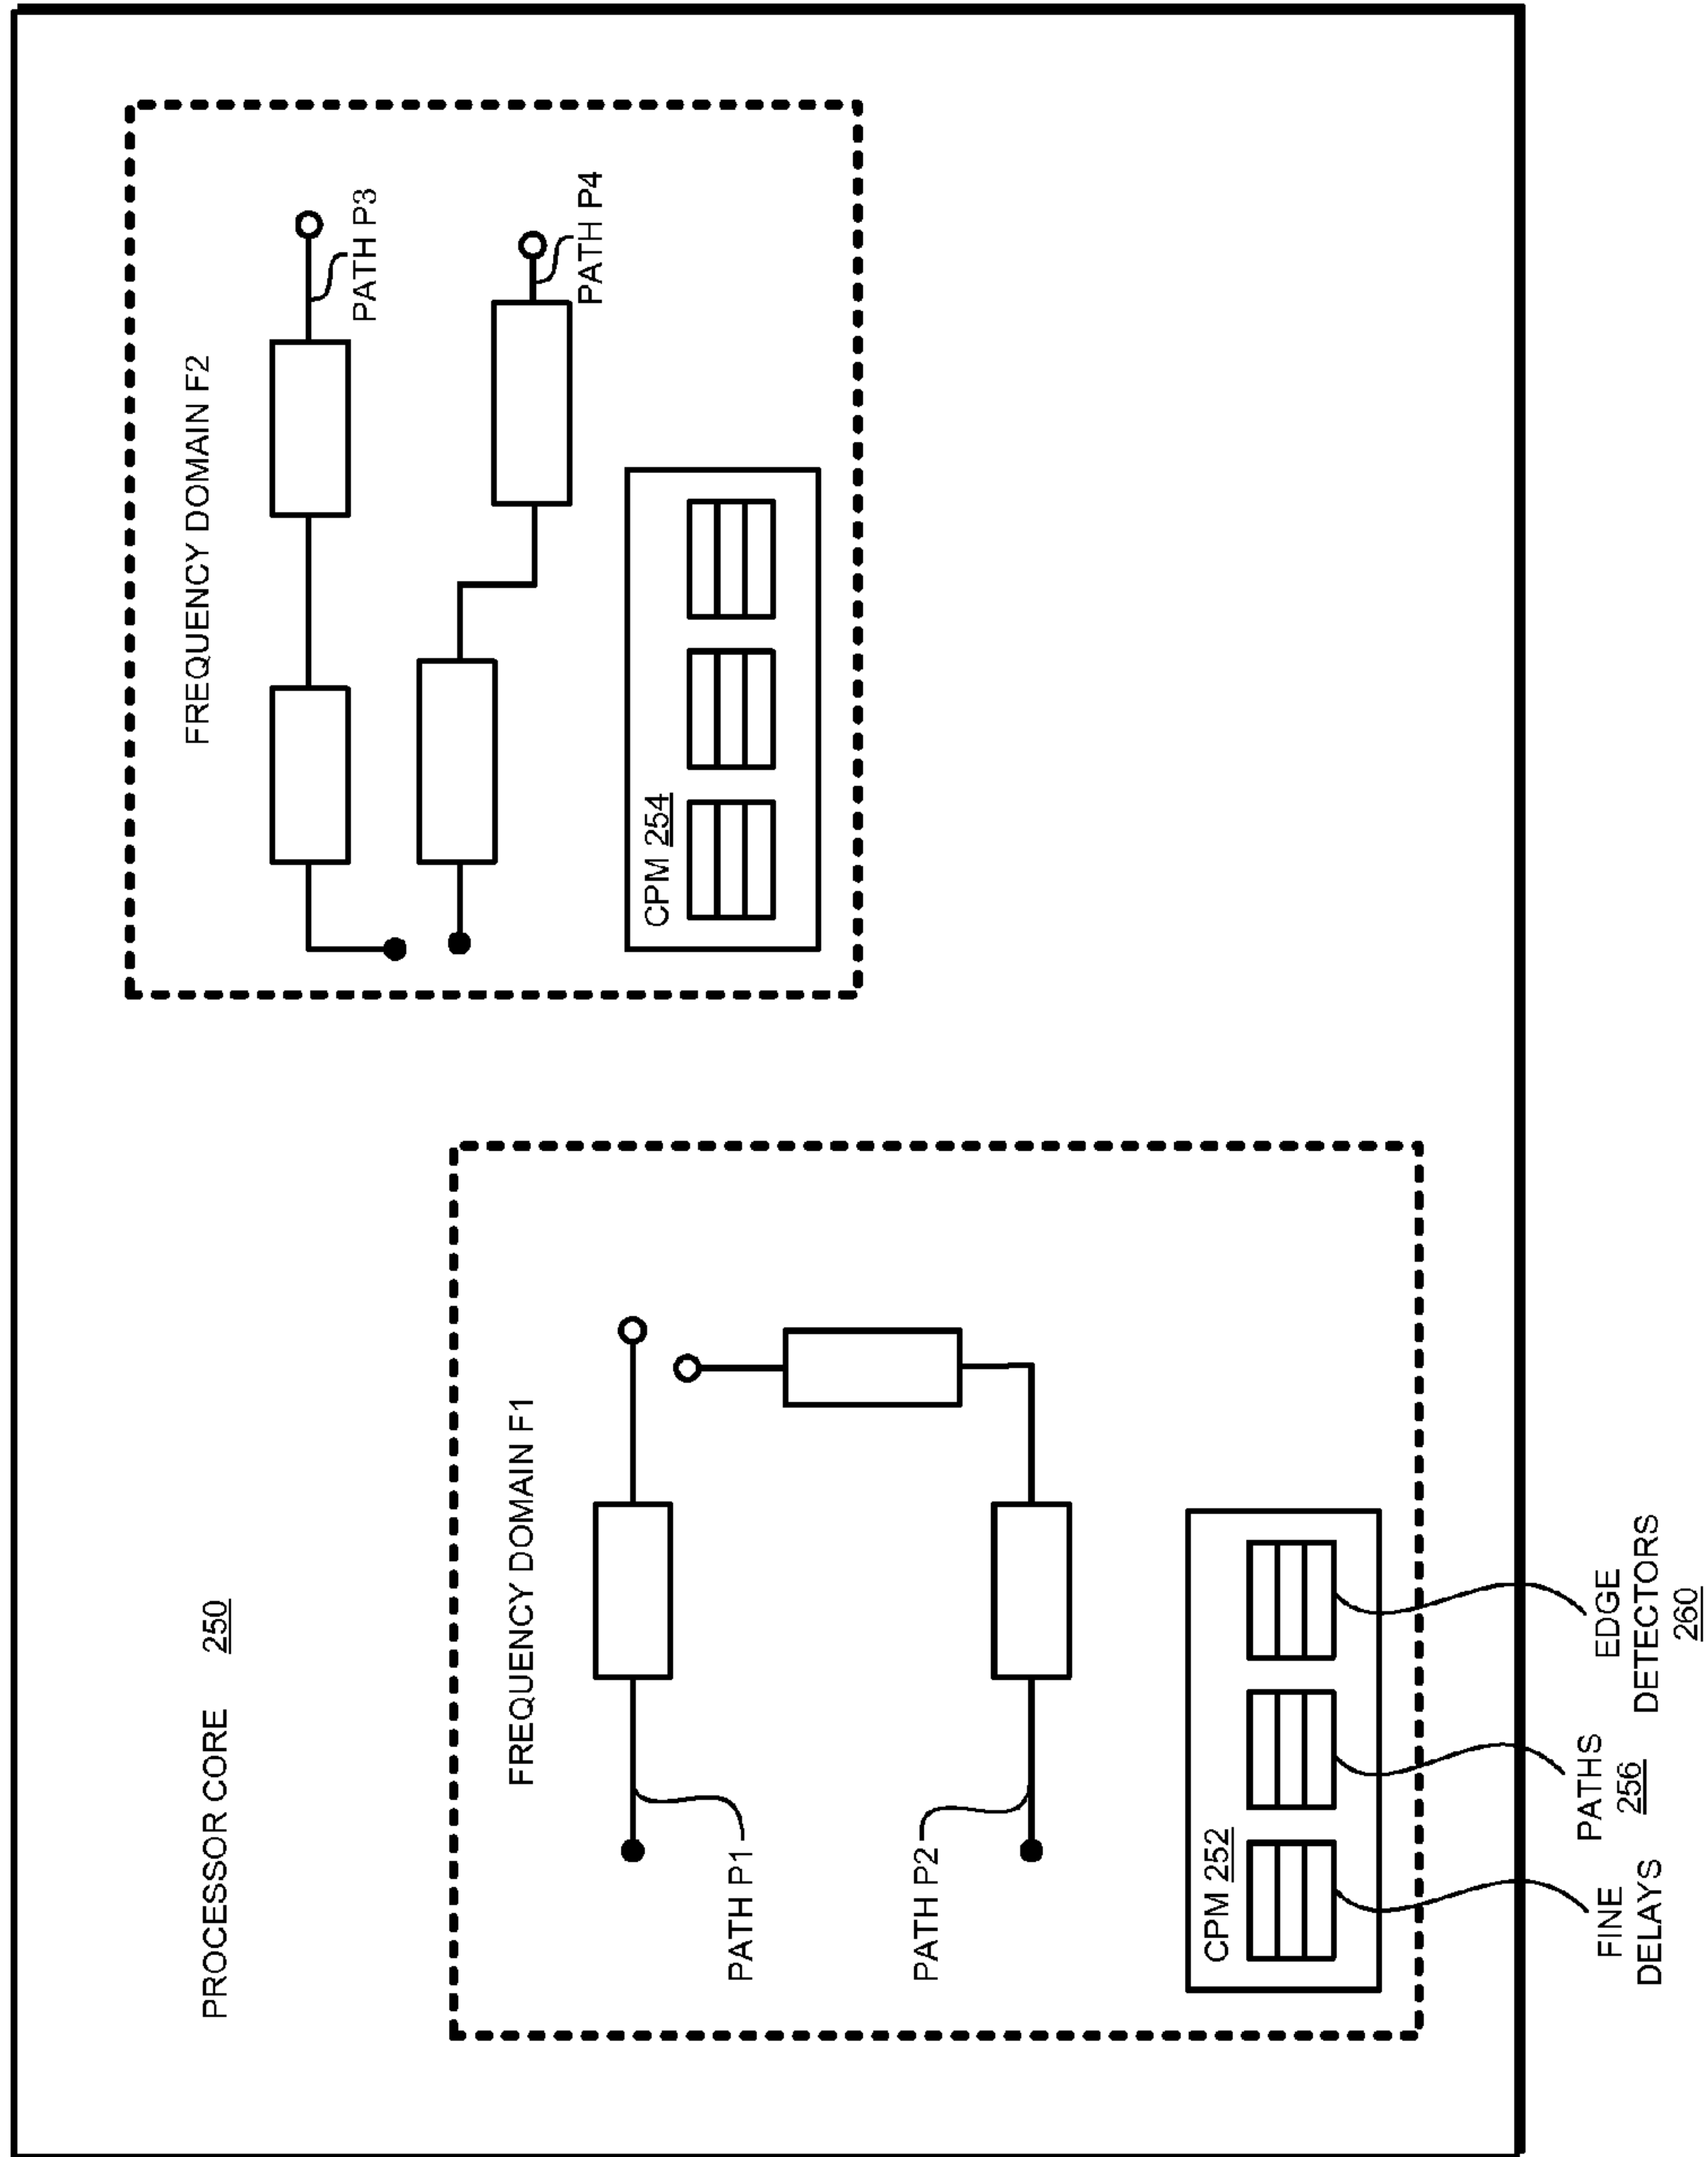 PROCESSOR CORE 250
FREQUENCY DOMAIN F1
PATH P1
PATH P2
CPM 252
FREQUENCY DOMAIN F2
PATH P3
PATH P4
CPM 254
FINE
DELAYS
PATHS
256
EDGE
DETECTORS
260